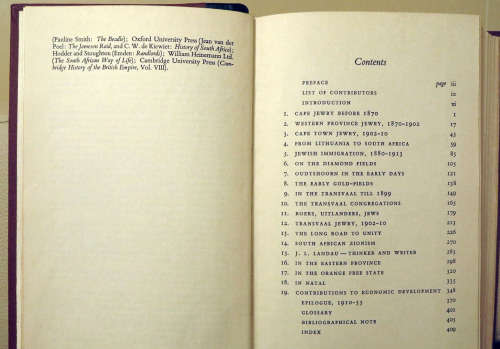 (Pauline Smith: The Beadle); Oxford University Press (Jean van der
Poel: The Jameson Raid, and C. W. de Kiewiet: History of South Africa);
Hodder and Stoughton (Emden: Randlords); William Heinemann Ltd.
(The South African Way of Life); Cambridge University Press (Cam-
bridge History of the British Empire, Vol. VIII).
Contents
PREFACE page iii
LIST OF CONTRIBUTORS ix
INTRODUCTION xi
1. CAPE JEWRY BEFORE 1870 1
2. WESTERN PROVINCE JEWRY, 1870-1902 17
3. CAPE TOWN JEWRY, 1902-10 45
4. FROM LITHUANIA TO SOUTH AFRICA 59
5. JEWISH IMMIGRATION, 1880-1913 85
6. ON THE DIAMOND FIELDS 105
7. OUDTSHOORN IN THE EARLY DAYS 121
8. THE EARLY GOLD-FIELDS 138
9. IN THE TRANSVAAL TILL 1899 149
10. THE TRANSVAAL CONGREGATIONS 165
11. BOERS, UITLANDERS, JEWS 179
12. TRANSVAAL JEWRY, 1902-10 213
13. THE LONG ROAD TO UNITY 226
14. SOUTH AFRICAN ZIONISM 270
15. J. L. LANDAU—THINKER AND WRITER 285
16. IN THE EASTERN PROVINCE 298
17. IN THE ORANGE FREE STATE 320
18. IN NATAL 335
19. CONTRIBUTIONS TO ECONOMIC DEVELOPMENT 348
EPILOGUE, 1910-55 370
GLOSSARY 401
BIBLIOGRAPHICAL NOTE 403
INDEX 409